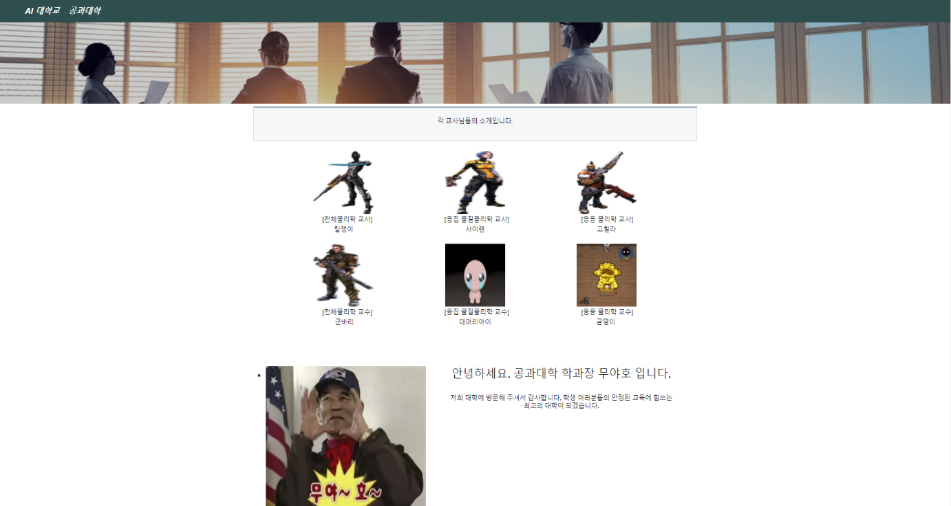 AI 대학교 공과대학
각 교사님들의 소개입니다.
[전체물리학 교사]
칼쟁이
[응집 물질물리학 교사]
사이렌
[응용 물리학 교사]
고릴라
[전체물리학 교수]
군바리
[응집 물질물리학 교수]
대머리아이
[응용 물리학 교수]
금덩이
무야~ 호~
안녕하세요. 공과대학 학과장 무야호 입니다.
저희 대학에 방문해 주셔서 감사합니다. 학생 여러분들의 안정된 교육에 힘쓰는
최고의 대학이 되겠습니다.